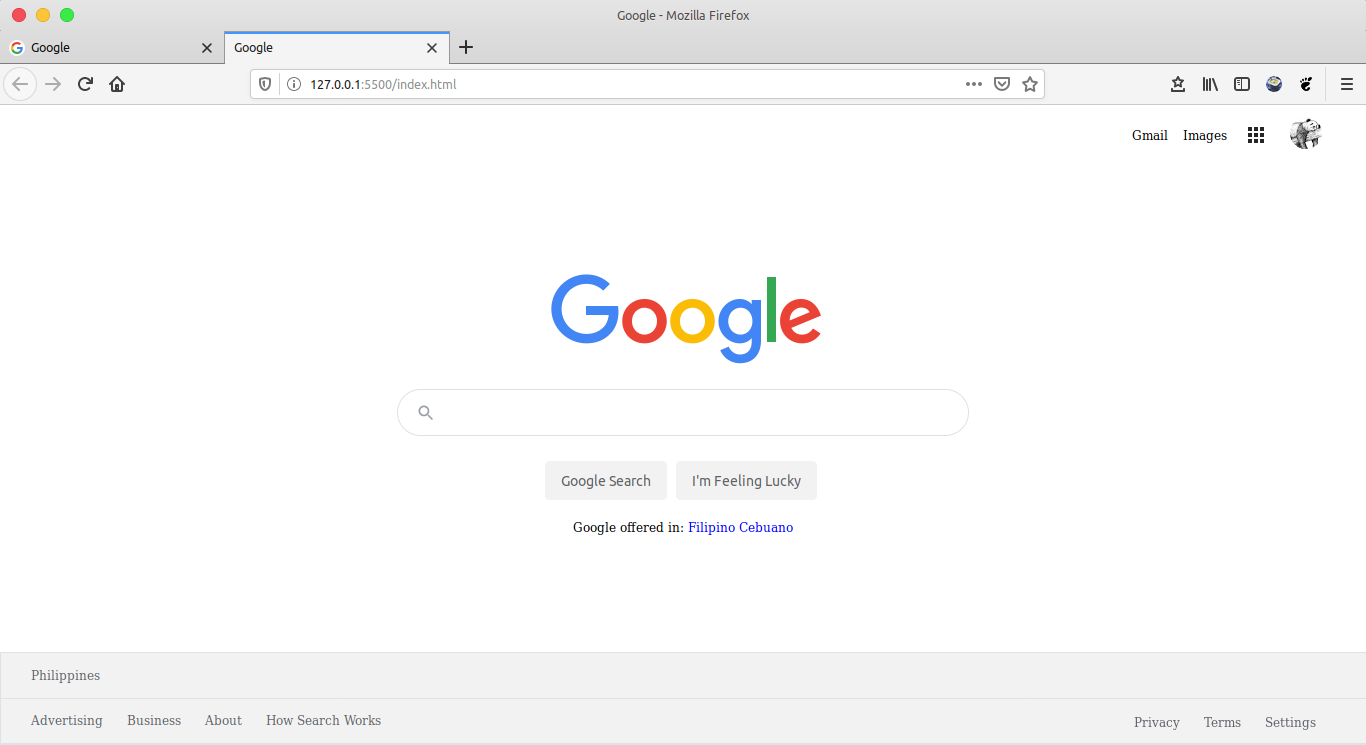 Google - Mozilla Firefox
Google
Google
127.0.0.1:5500/index.html
Gmail Images
Google
Google Search I'm Feeling Lucky
Google offered in: Filipino Cebuano
Philippines
Advertising Business About How Search Works Privacy Terms Settings